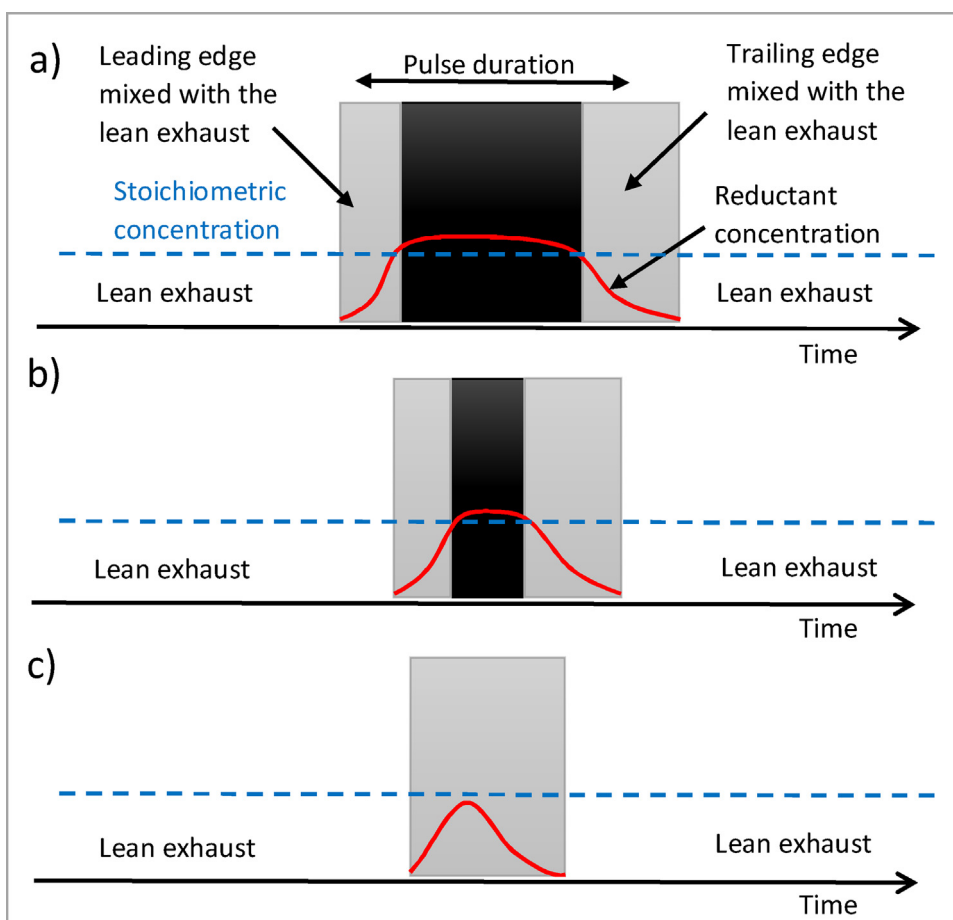 a)
Leading edge
mixed with the
lean exhaust
Pulse duration
Trailing edge
mixed with the
lean exhaust
Stoichiometric
concentration
Reductant
concentration
Lean exhaust
Lean exhaust
Time
b)
Lean exhaust
Lean exhaust
Time
c)
Lean exhaust
Lean exhaust
Time